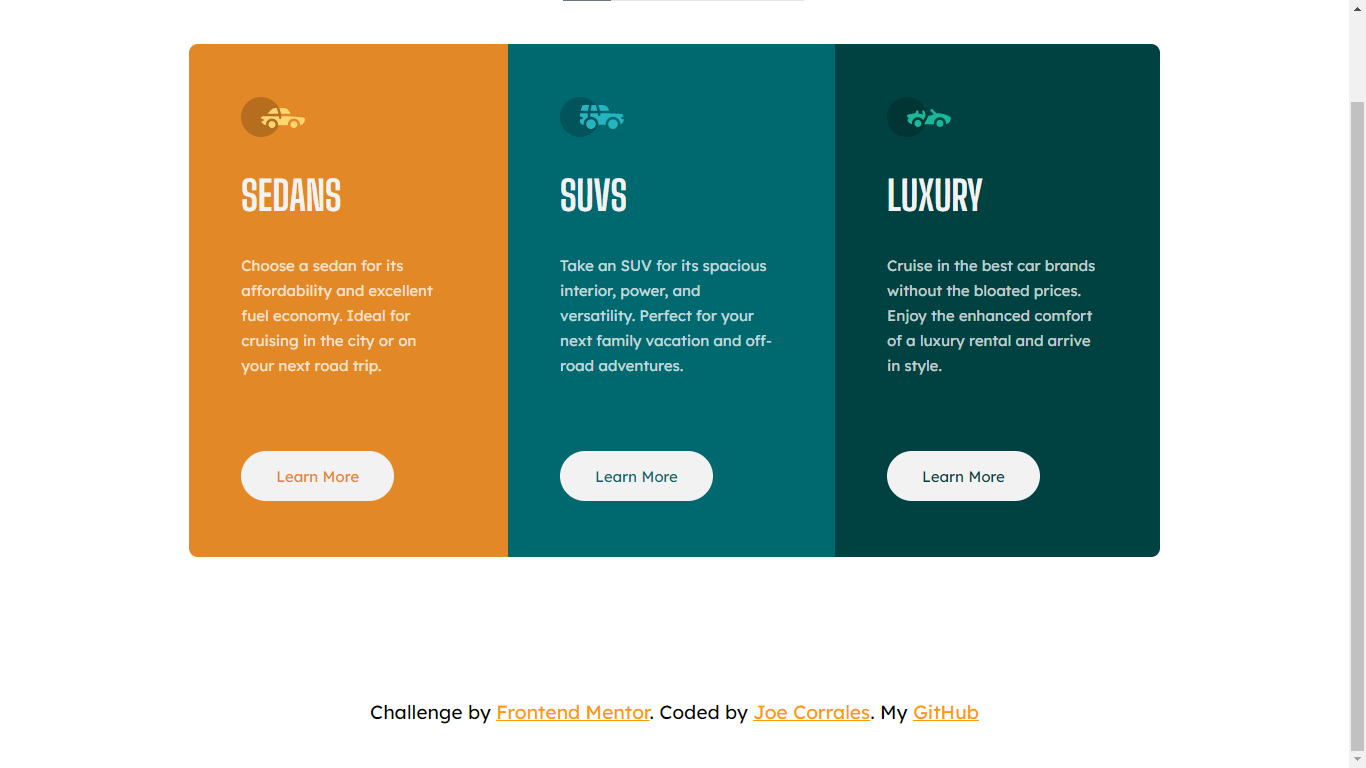 SEDANS
Choose a sedan for its
affordability and excellent
fuel economy. Ideal for
cruising in the city or on
your next road trip.
Learn More
SUVS
Take an SUV for its spacious
interior, power, and
versatility. Perfect for your
next family vacation and off-
road adventures.
Learn More
LUXURY
Cruise in the best car brands
without the bloated prices.
Enjoy the enhanced comfort
of a luxury rental and arrive
in style.
Learn More
Challenge by Frontend Mentor. Coded by Joe Corrales. My GitHub